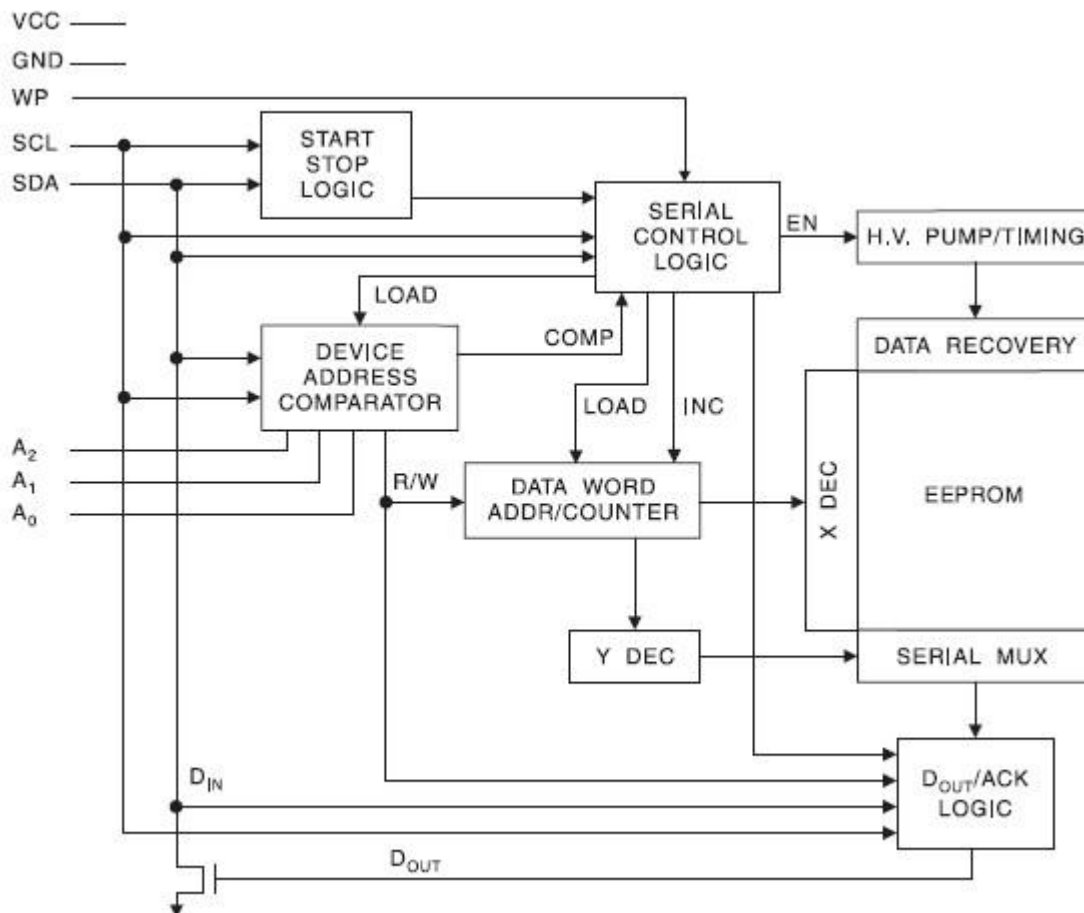 VCC
GND
WP
SCL
SDA
START
STOP
LOGIC
SERIAL
CONTROL
LOGIC
EN
H.V. PUMP/TIMING
LOAD
COMP
DEVICE
ADDRESS
COMPARATOR
DATA RECOVERY
LOAD
INC
A2
A1
A0
R/W
DATA WORD
ADDR/COUNTER
X DEC
EEPROM
Y DEC
SERIAL MUX
DIN
DOUT/ACK
LOGIC
DOUT